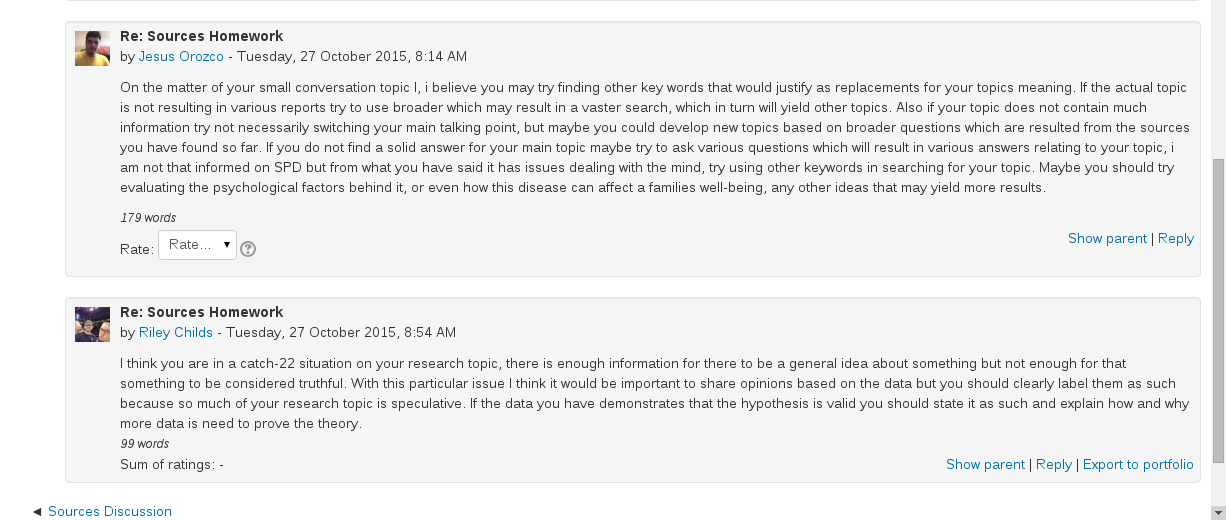 Re: Sources Homework
by Jesus Orozco - Tuesday, 27 October 2015, 8:14 AM
On the matter of your small conversation topic I, i believe you may try finding other key words that would justify as replacements for your topics meaning. If the actual topic
is not resulting in various reports try to use broader which may result in a vaster search, which in turn will yield other topics. Also if your topic does not contain much
information try not necessarily switching your main talking point, but maybe you could develop new topics based on broader questions which are resulted from the sources
you have found so far. If you do not find a solid answer for your main topic maybe try to ask various questions which will result in various answers relating to your topic, i
am not that informed on SPD but from what you have said it has issues dealing with the mind, try using other keywords in searching for your topic. Maybe you should try
evaluating the psychological factors behind it, or even how this disease can affect a families well-being, any other ideas that may yield more results.
179 words
Rate: Rate...
Show parent | Reply
Re: Sources Homework
by Riley Childs - Tuesday, 27 October 2015, 8:54 AM
I think you are in a catch-22 situation on your research topic, there is enough information for there to be a general idea about something but not enough for that
something to be considered truthful. With this particular issue I think it would be important to share opinions based on the data but you should clearly label them as such
because so much of your research topic is speculative. If the data you have demonstrates that the hypothesis is valid you should state it as such and explain how and why
more data is need to prove the theory.
99 words
Sum of ratings: -
Show parent | Reply | Export to portfolio
◄ Sources Discussion